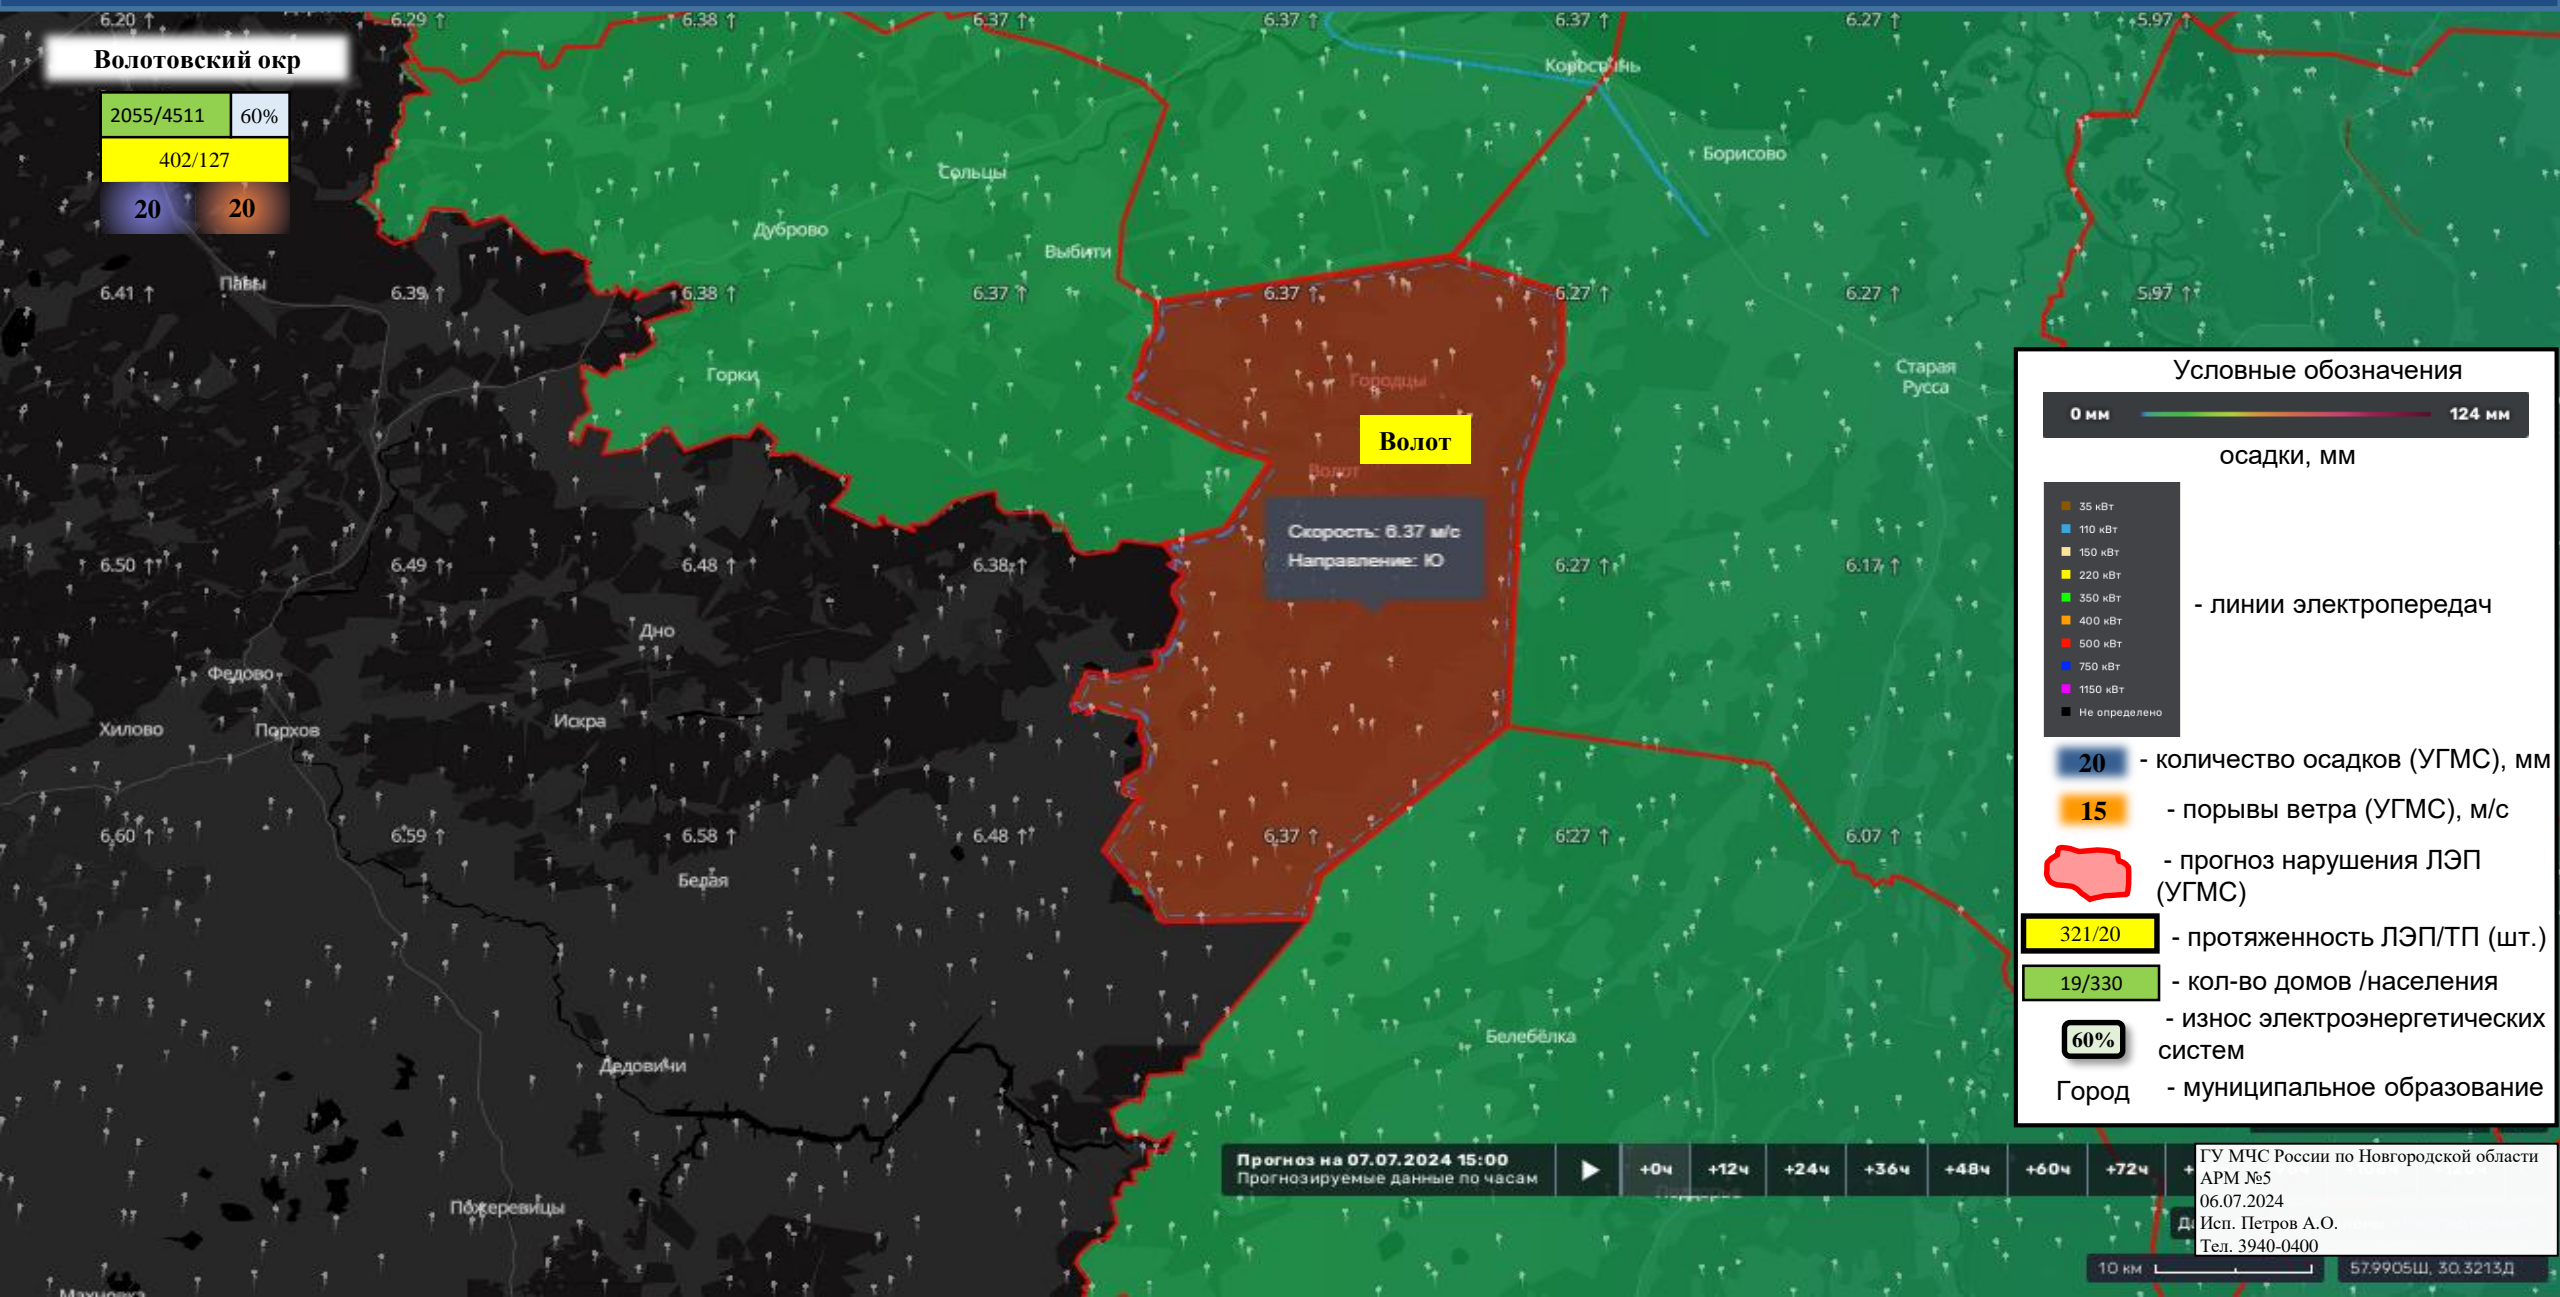 6.20 ↑
6.29 ↑
6.38 ↑
6.37 ↑
6.37 ↑
6.37 ↑
6.27 ↑
5.97 ↑
Волотовский окр
2055/4511 60%
402/127
20 20
Коростынь
Борисово
Сольцы
Дуброво
Выбити
Павы
6.41 ↑
6.39 ↑
6.38 ↑
6.37 ↑
6.37 ↑
6.27 ↑
6.27 ↑
5.97 ↑
Горки
Городцы
Старая
Русса
Волот
Волот
Скорость: 6.37 м/с
Направление: Ю
6.50 ↑
6.49 ↑
6.48 ↑
6.38 ↑
6.27 ↑
6.17 ↑
Дно
Федово
Хилово
Порхов
Искра
6.60 ↑
6.59 ↑
6.58 ↑
6.48 ↑
6.37 ↑
6.27 ↑
6.07 ↑
Белая
Белебёлка
Дедовичи
Пожеревицы
Махновка
Условные обозначения
0 мм 124 мм
осадки, мм
35 кВт
110 кВт
150 кВт
220 кВт
350 кВт
400 кВт
500 кВт
750 кВт
1150 кВт
Не определено
- линии электропередач
20 - количество осадков (УГМС), мм
15 - порывы ветра (УГМС), м/с
- прогноз нарушения ЛЭП
(УГМС)
321/20 - протяженность ЛЭП/ТП (шт.)
19/330 - кол-во домов /населения
60% - износ электроэнергетических
систем
Город - муниципальное образование
Прогноз на 07.07.2024 15:00
Прогнозируемые данные по часам
+0ч +12ч +24ч +36ч +48ч +60ч +72ч
ГУ МЧС России по Новгородской области
АРМ №5
06.07.2024
Исп. Петров А.О.
Тел. 3940-0400
10 км
57.9905Ш, 30.3213Д